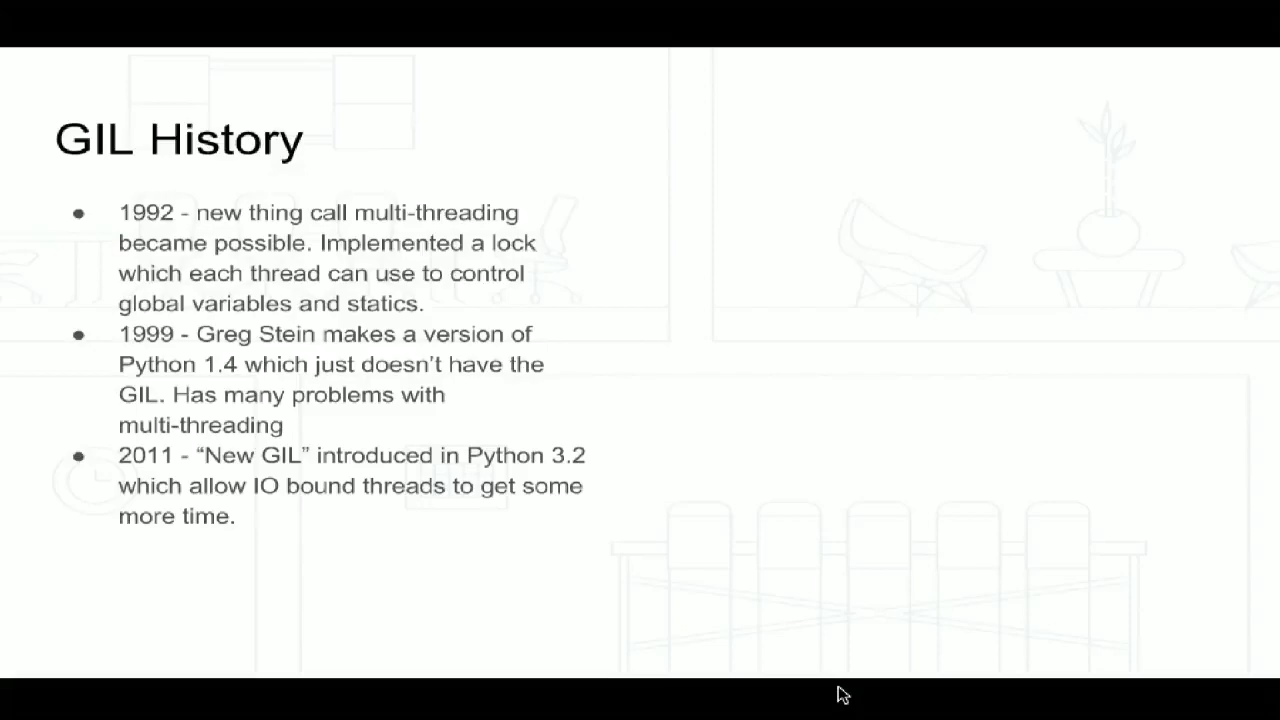 GIL History
● 1992 - new thing call multi-threading
became possible. Implemented a lock
which each thread can use to control
global variables and statics.
● 1999 - Greg Stein makes a version of
Python 1.4 which just doesn’t have the
GIL. Has many problems with
multi-threading
● 2011 - “New GIL” introduced in Python 3.2
which allow IO bound threads to get some
more time.